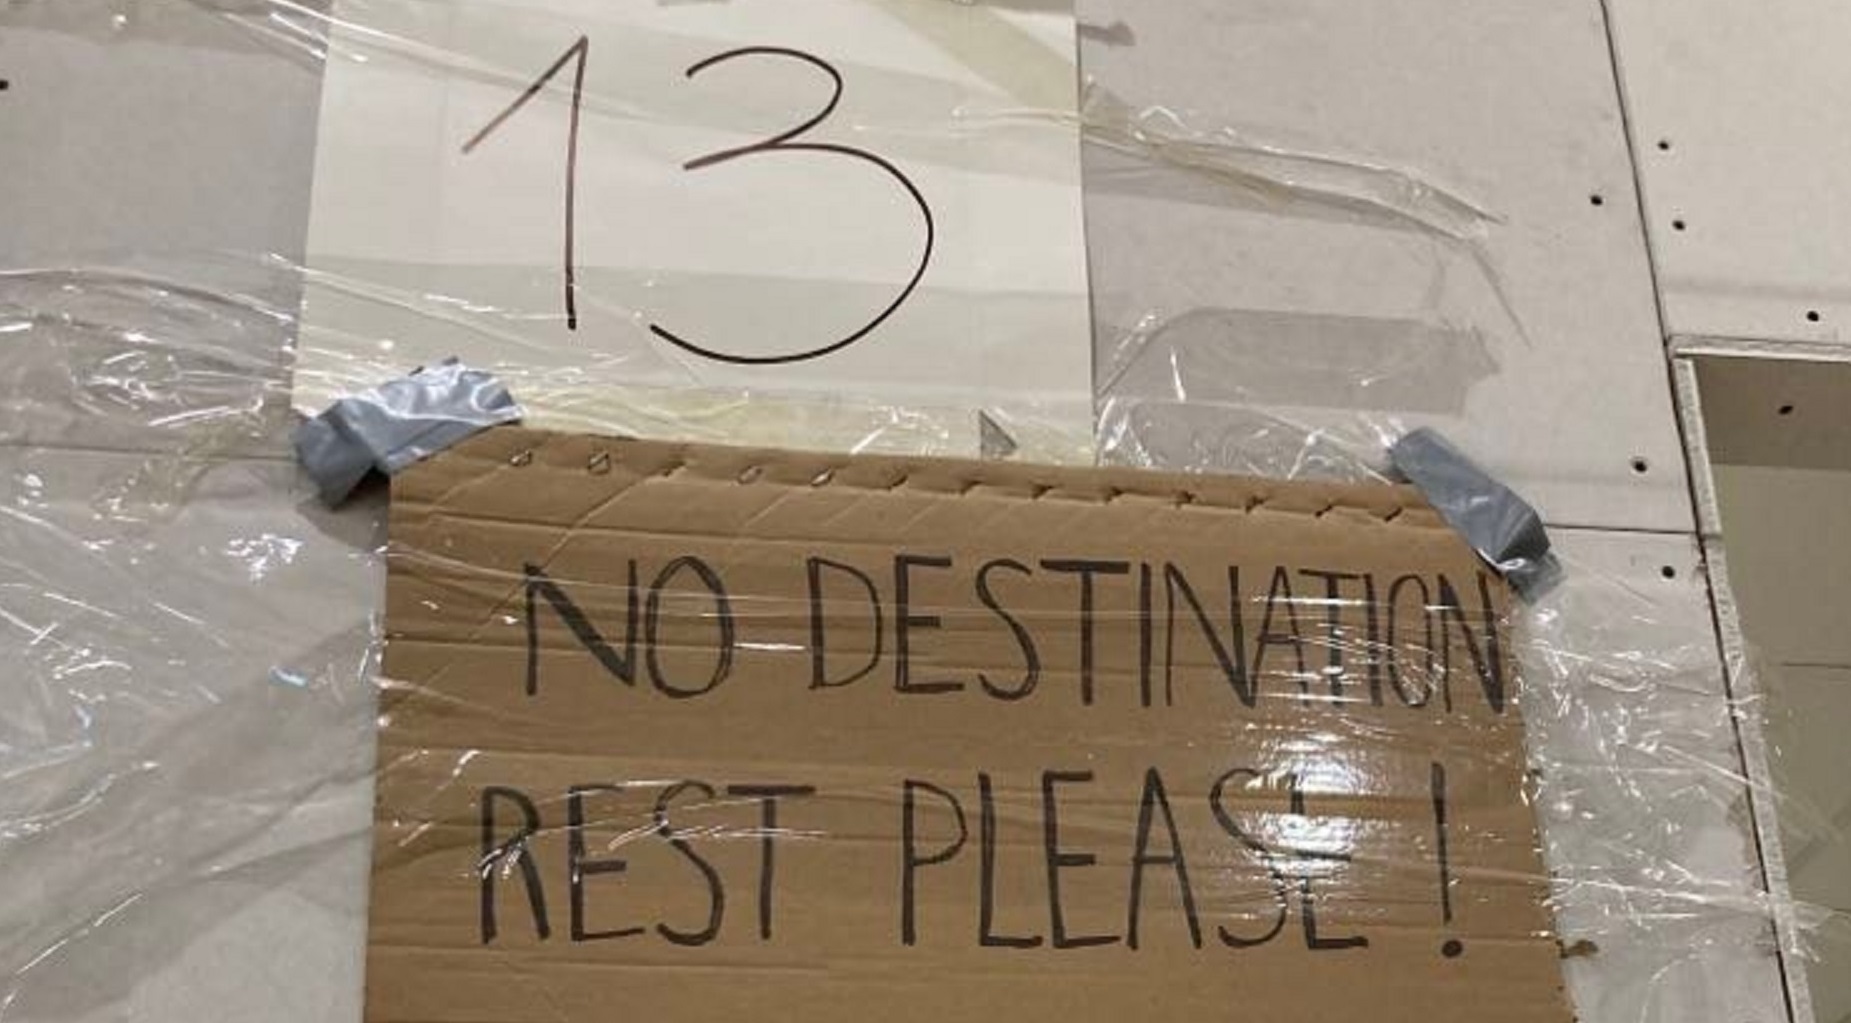 13
NO DESTINATION
REST PLEASE!